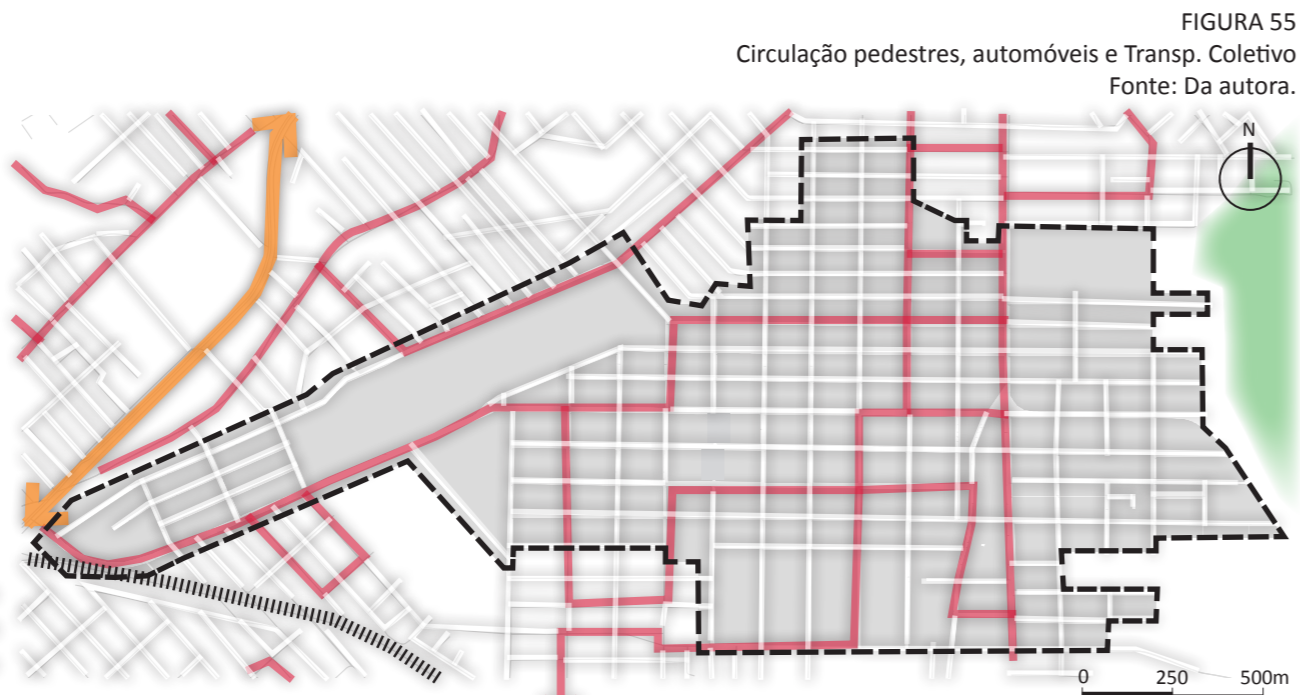 FIGURA 55
Circulação pedestres, automóveis e Transp. Coletivo
Fonte: Da autora.
N
0 250 500m